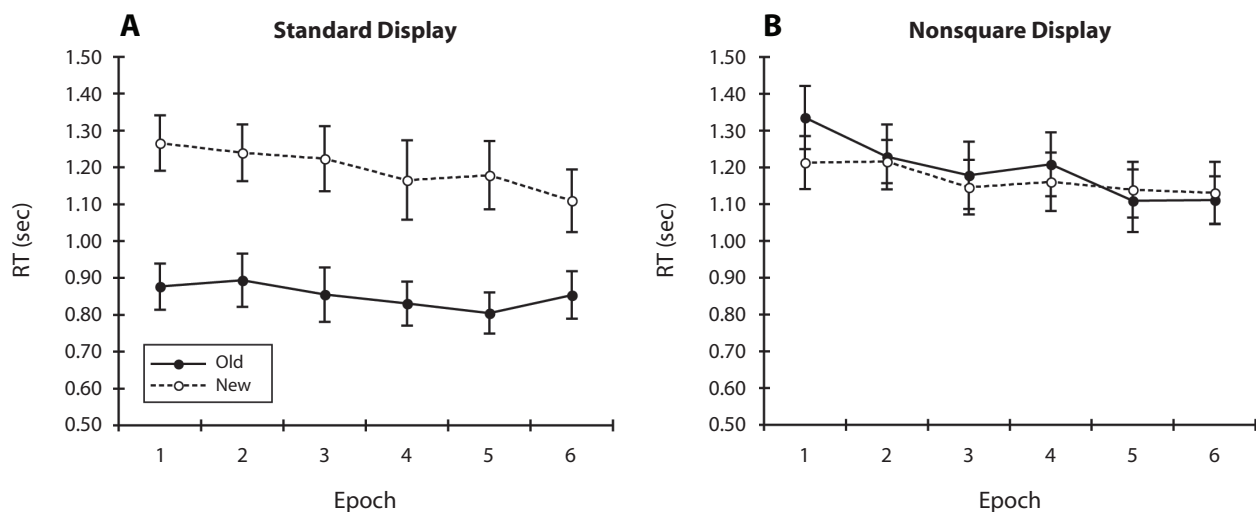 A
Standard Display
1.50
1.40
1.30
1.20
1.10
1.00
0.90
0.80
0.70
0.60
0.50
RT (sec)
Old
New
1 2 3 4 5 6
Epoch
B
Nonsquare Display
1.50
1.40
1.30
1.20
1.10
1.00
0.90
0.80
0.70
0.60
0.50
RT (sec)
1 2 3 4 5 6
Epoch